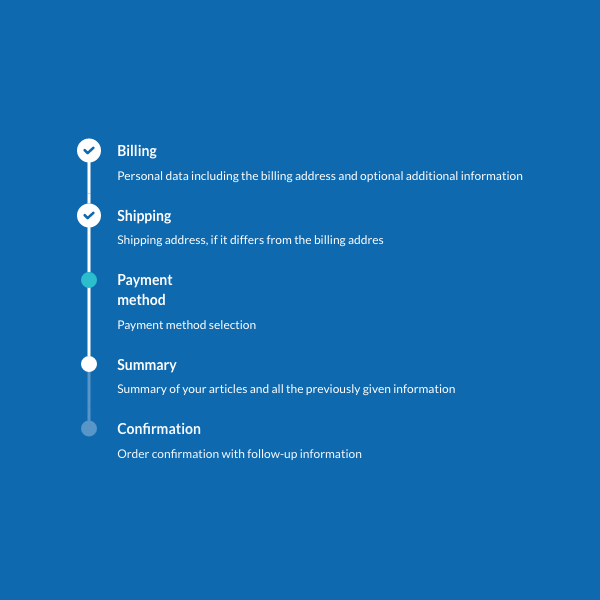 Billing
Personal data including the billing address and optional additional information
Shipping
Shipping address, if it differs from the billing addres
Payment
method
Payment method selection
Summary
Summary of your articles and all the previously given information
Confirmation
Order confirmation with follow-up information